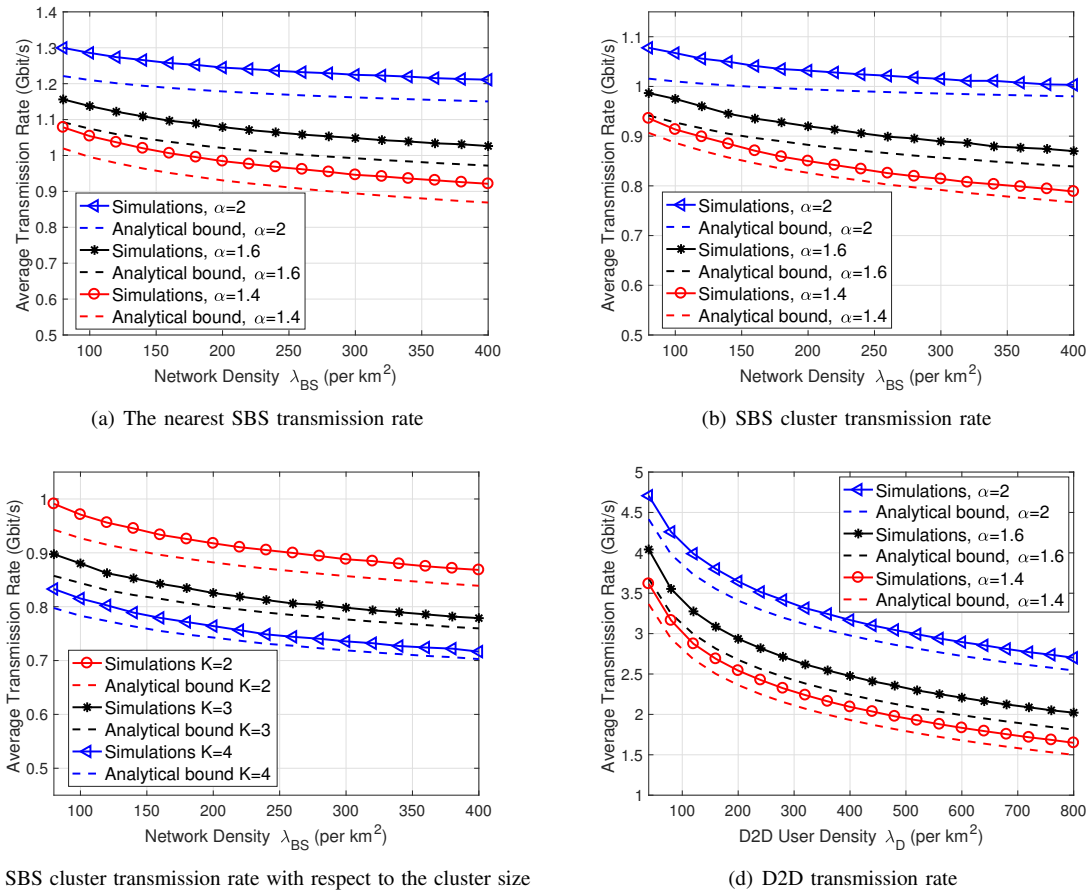 1.4
1.3
1.2
1.1
1
0.9
0.8
0.7
0.6
0.5
Average Transmission Rate (Gbit/s)
Simulations, α=2
Analytical bound, α=2
Simulations, α=1.6
Analytical bound, α=1.6
Simulations, α=1.4
Analytical bound, α=1.4
100 150 200 250 300 350 400
Network Density λ_BS (per km²)
(a) The nearest SBS transmission rate
1.1
1
0.9
0.8
0.7
0.6
0.5
Average Transmission Rate (Gbit/s)
Simulations, α=2
Analytical bound, α=2
Simulations, α=1.6
Analytical bound, α=1.6
Simulations, α=1.4
Analytical bound, α=1.4
100 150 200 250 300 350 400
Network Density λ_BS (per km²)
(b) SBS cluster transmission rate
1
0.9
0.8
0.7
0.6
0.5
Average Transmission Rate (Gbit/s)
Simulations K=2
Analytical bound K=2
Simulations K=3
Analytical bound K=3
Simulations K=4
Analytical bound K=4
100 150 200 250 300 350 400
Network Density λ_BS (per km²)
SBS cluster transmission rate with respect to the cluster size
5
4.5
4
3.5
3
2.5
2
1.5
1
Average Transmission Rate (Gbit/s)
Simulations, α=2
Analytical bound, α=2
Simulations, α=1.6
Analytical bound, α=1.6
Simulations, α=1.4
Analytical bound, α=1.4
100 200 300 400 500 600 700 800
D2D User Density λ_D (per km²)
(d) D2D transmission rate